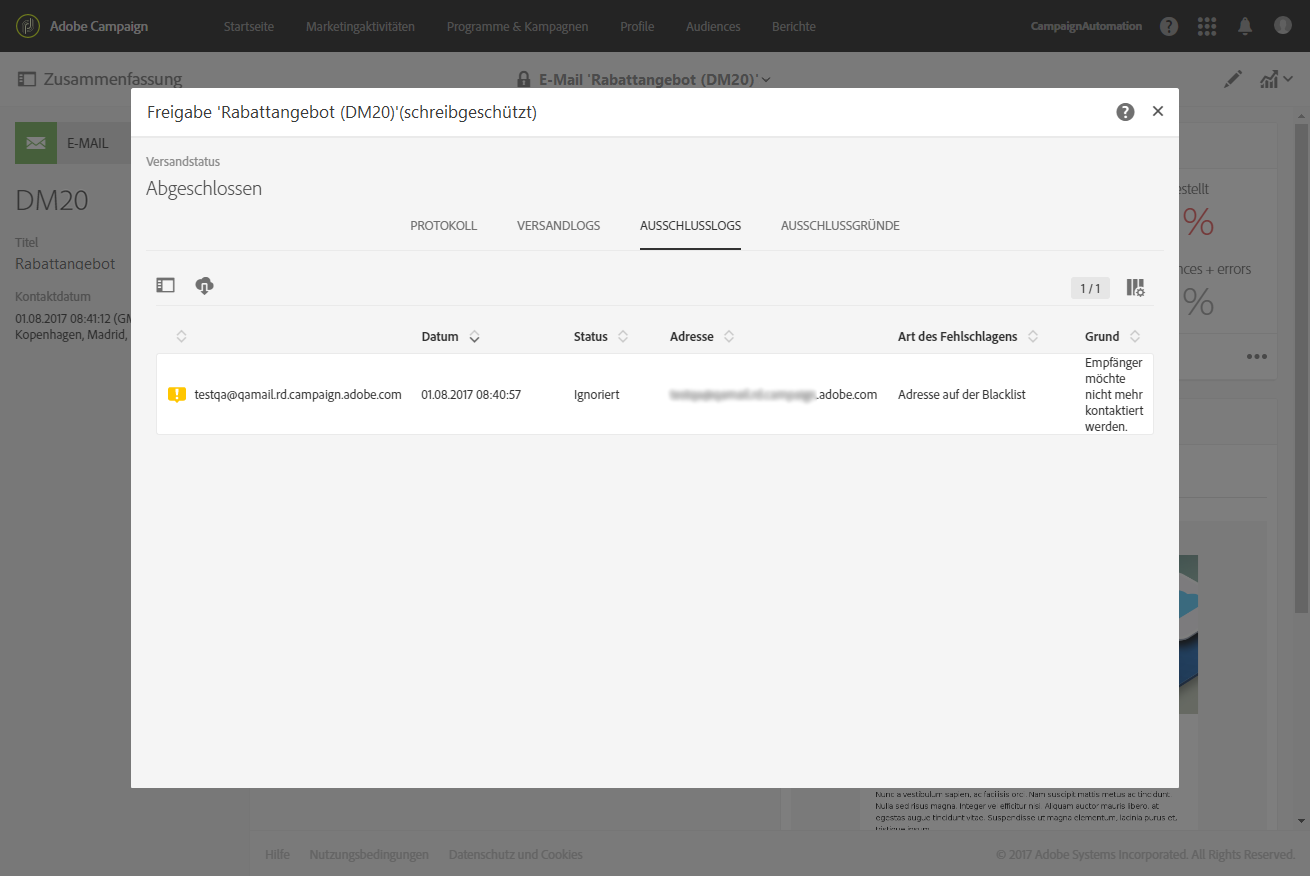 Adobe Campaign
Startseite
Marketingaktivitäten
Programme & Kampagnen
Profile
Audiences
Berichte
CampaignAutomation
Zusammenfassung
E-Mail 'Rabattangebot (DM20)'
Freigabe 'Rabattangebot (DM20)'(schreibgeschützt)
E-MAIL
DM20
Titel
Rabattangebot
Kontaktdatum
01.08.2017 08:41:12 (GM
Kopenhagen, Madrid,
Versandstatus
Abgeschlossen
PROTOKOLL
VERSANDLOGS
AUSSCHLUSSLOGS
AUSSCHLUSSGRÜNDE
1 / 1
Datum
Status
Adresse
Art des Fehlschlagens
Grund
testqa@qamail.rd.campaign.adobe.com
01.08.2017 08:40:57
Ignoriert
.adobe.com
Adresse auf der Blacklist
Empfänger
möchte
nicht mehr
kontaktiert
werden.
estellt
%
nces + errors
%
Nunc a vestibulum sapien, ac facilisis orci. Nam suscipit mattis metus ac tincidunt.
Nulla sed risus magna. Integer vel efficitur nisl. Aliquam auctor mauris libero, at
egestas augue tincidunt vitae. Suspendisse ut magna elementum, lacinia purus et,
tristique ipsum.
Hilfe
Nutzungsbedingungen
Datenschutz und Cookies
© 2017 Adobe Systems Incorporated. All Rights Reserved.